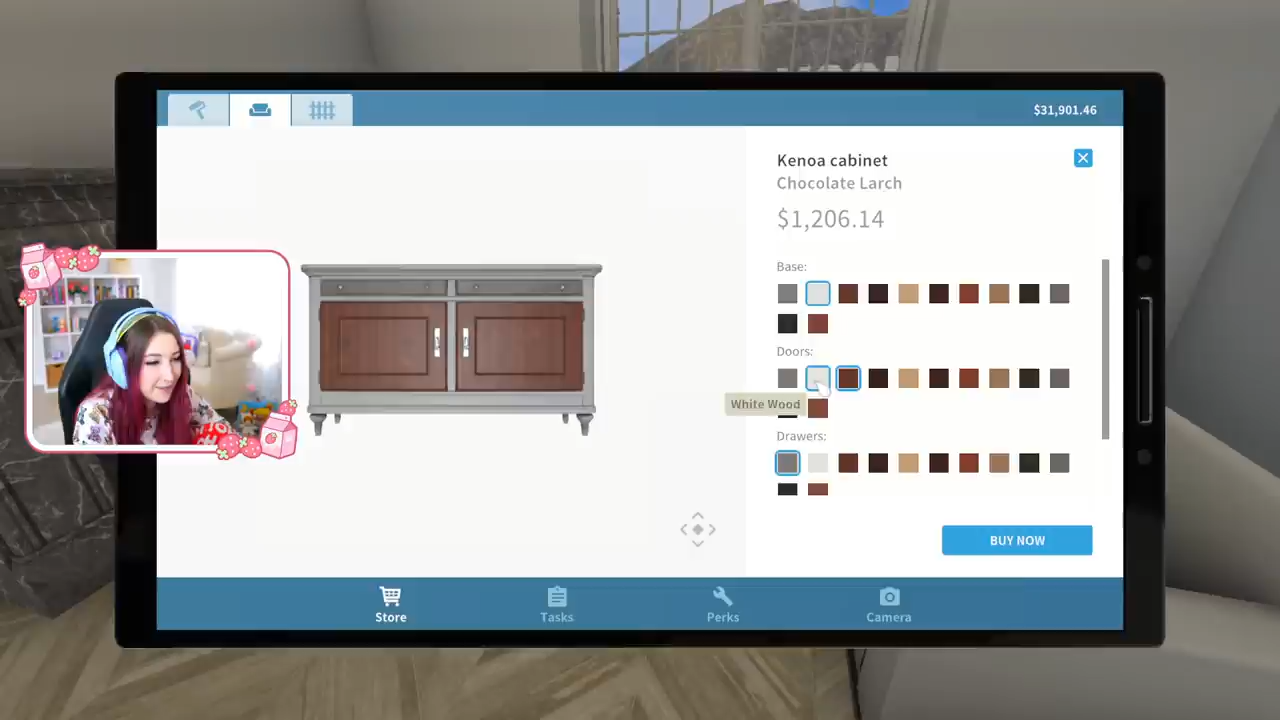 $31,901.46
Kenoa cabinet
Chocolate Larch
$1,206.14
Base:
Doors:
White Wood
Drawers:
BUY NOW
Store
Tasks
Perks
Camera